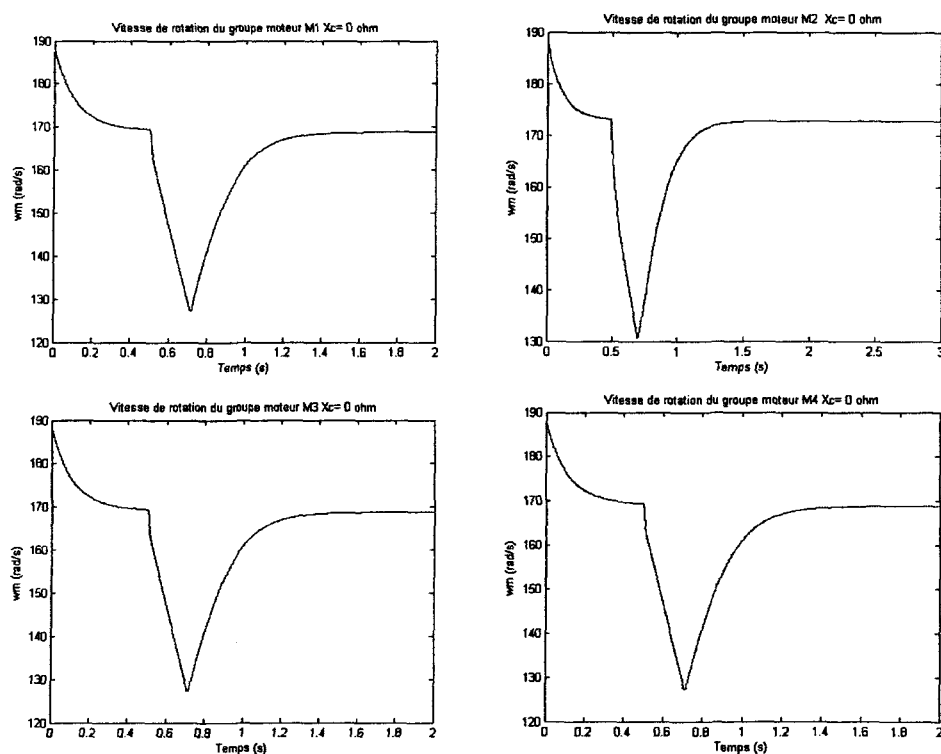 Vitesse de rotation du groupe moteur M1 Xc= 0 ohm
190
180
170
160
150
140
130
120
wm (rad/s)
0 0.2 0.4 0.6 0.8 1 1.2 1.4 1.6 1.8 2
Temps (s)
Vitesse de rotation du groupe moteur M2 Xc= 0 ohm
190
180
170
160
150
140
130
wm (rad/s)
0 0.5 1 1.5 2 2.5 3
Temps (s)
Vitesse de rotation du groupe moteur M3 Xc= 0 ohm
190
180
170
160
150
140
130
120
wm (rad/s)
0 0.2 0.4 0.6 0.8 1 1.2 1.4 1.6 1.8 2
Temps (s)
Vitesse de rotation du groupe moteur M4 Xc= 0 ohm
190
180
170
160
150
140
130
120
wm (rad/s)
0 0.2 0.4 0.6 0.8 1 1.2 1.4 1.6 1.8 2
Temps (s)